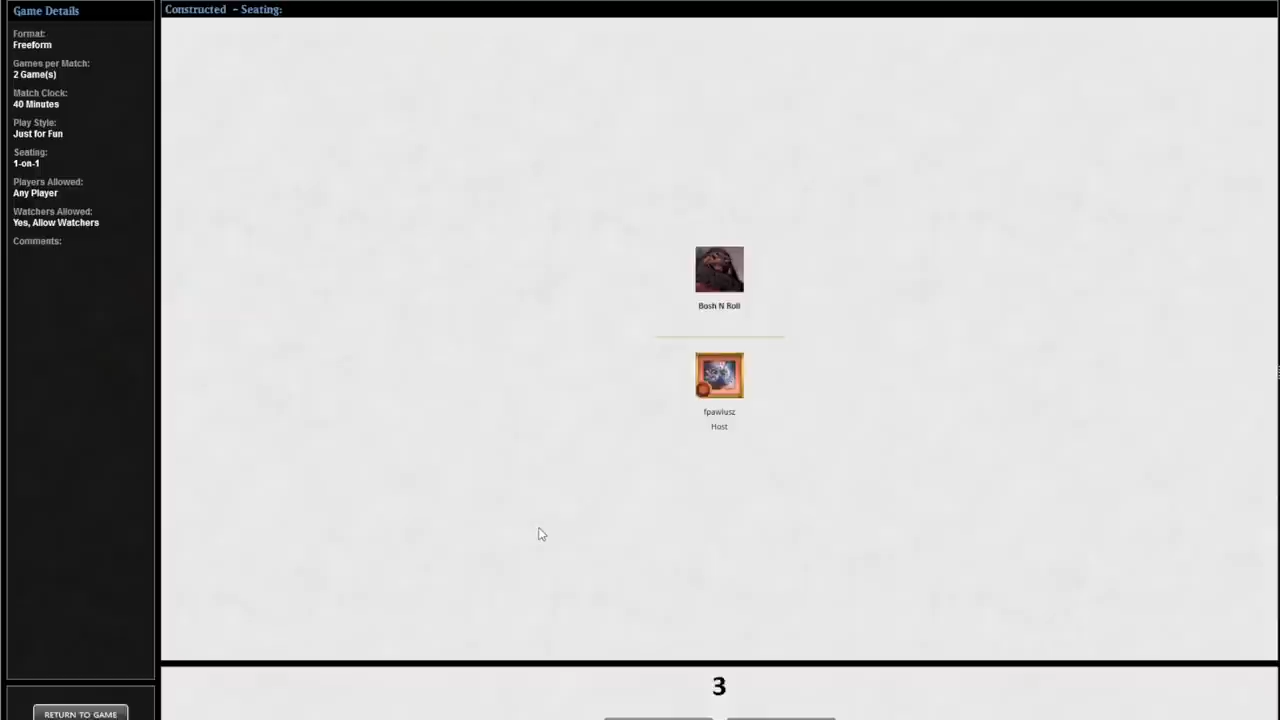 Game Details
Format:
Freeform
Games per Match:
2 Game(s)
Match Clock:
40 Minutes
Play Style:
Just for Fun
Seating:
1-on-1
Players Allowed:
Any Player
Watchers Allowed:
Yes, Allow Watchers
Comments:
RETURN TO GAME
Constructed - Seating:
Bosh N Roll
fpawlusz
Host
3